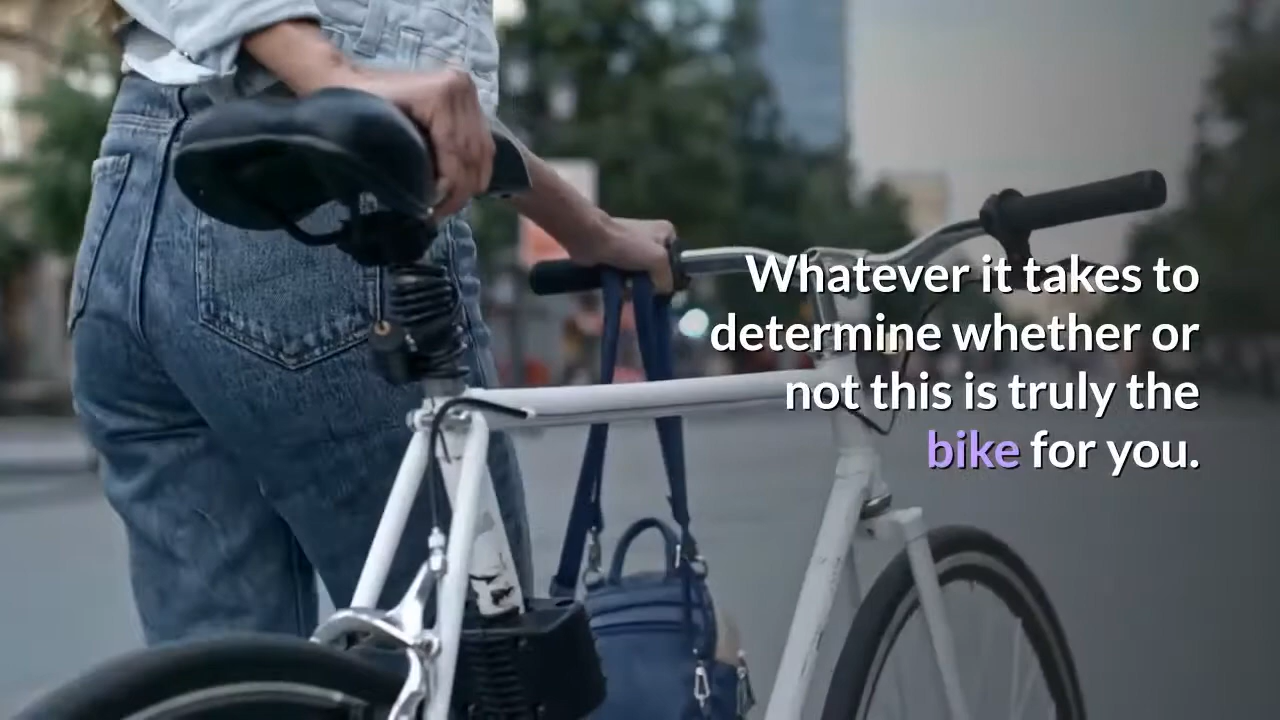 Whatever it takes to
determine whether or
not this is truly the
bike for you.